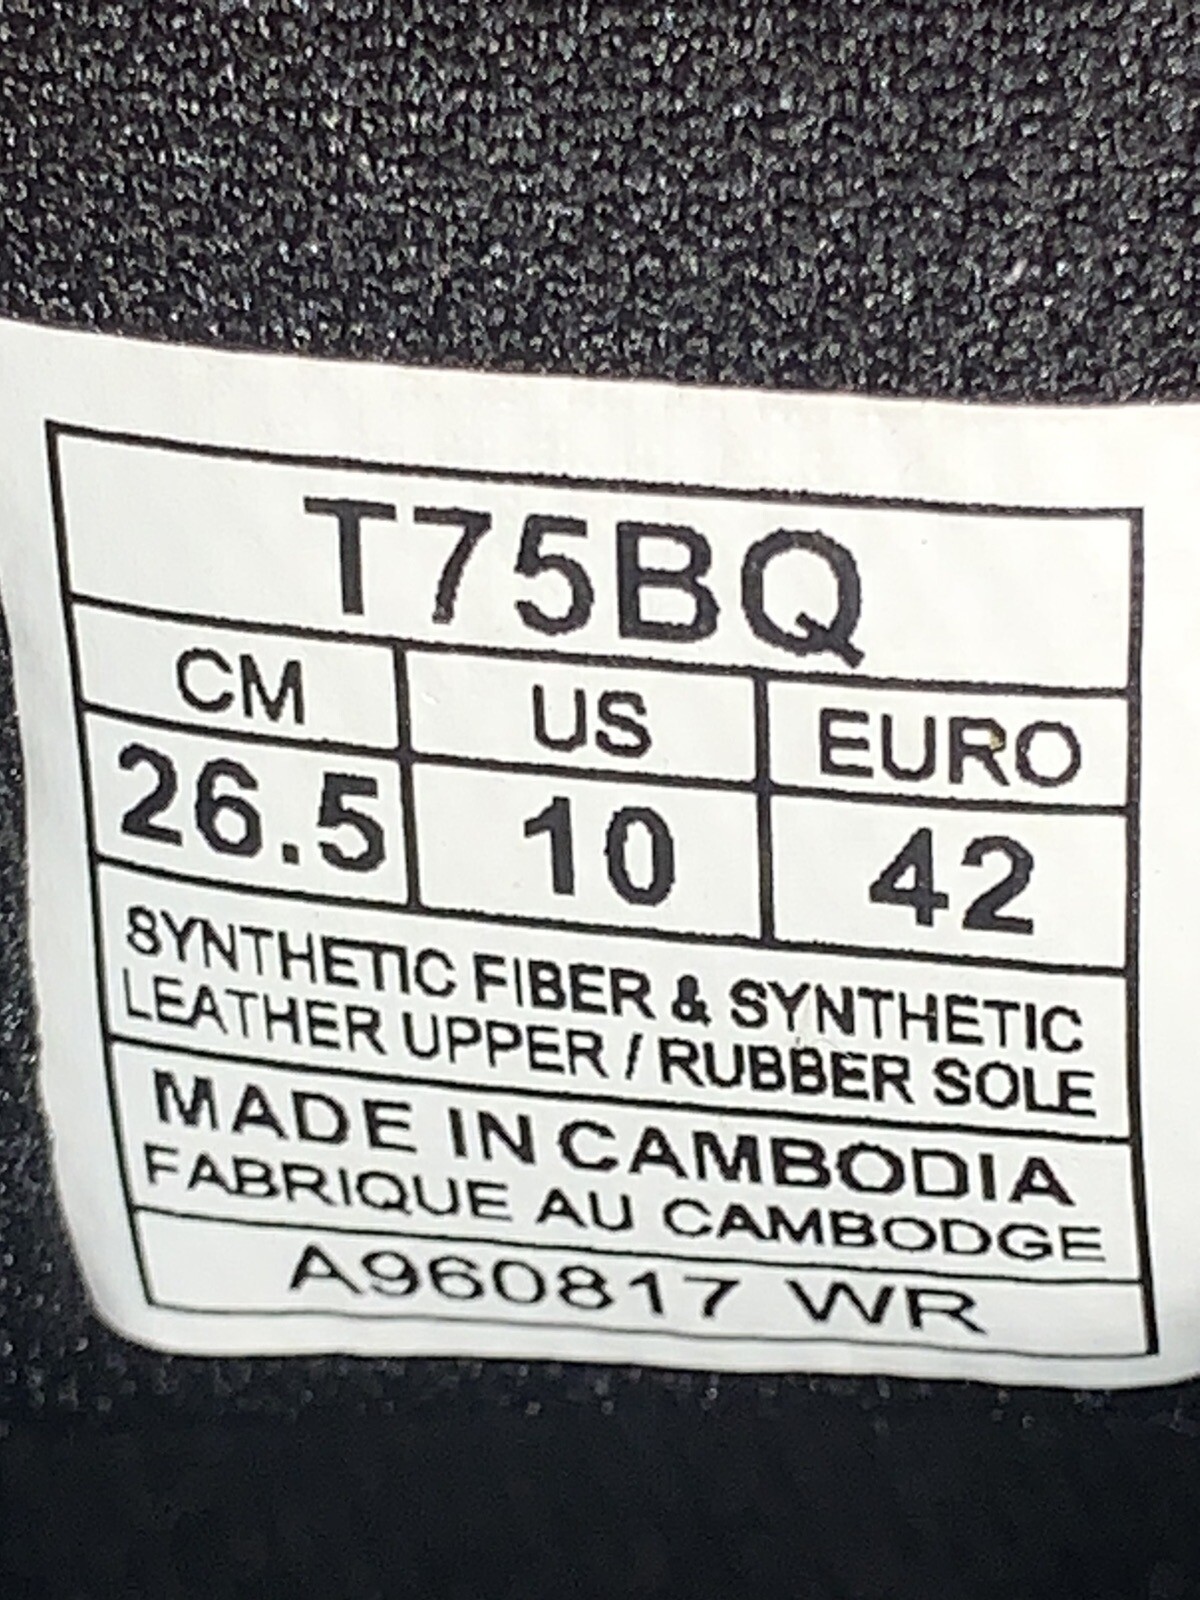 T75BQ
CM US EURO
26.5 10 42
SYNTHETIC FIBER & SYNTHETIC
LEATHER UPPER / RUBBER SOLE
MADE IN CAMBODIA
FABRIQUE AU CAMBODGE
A960817 WR